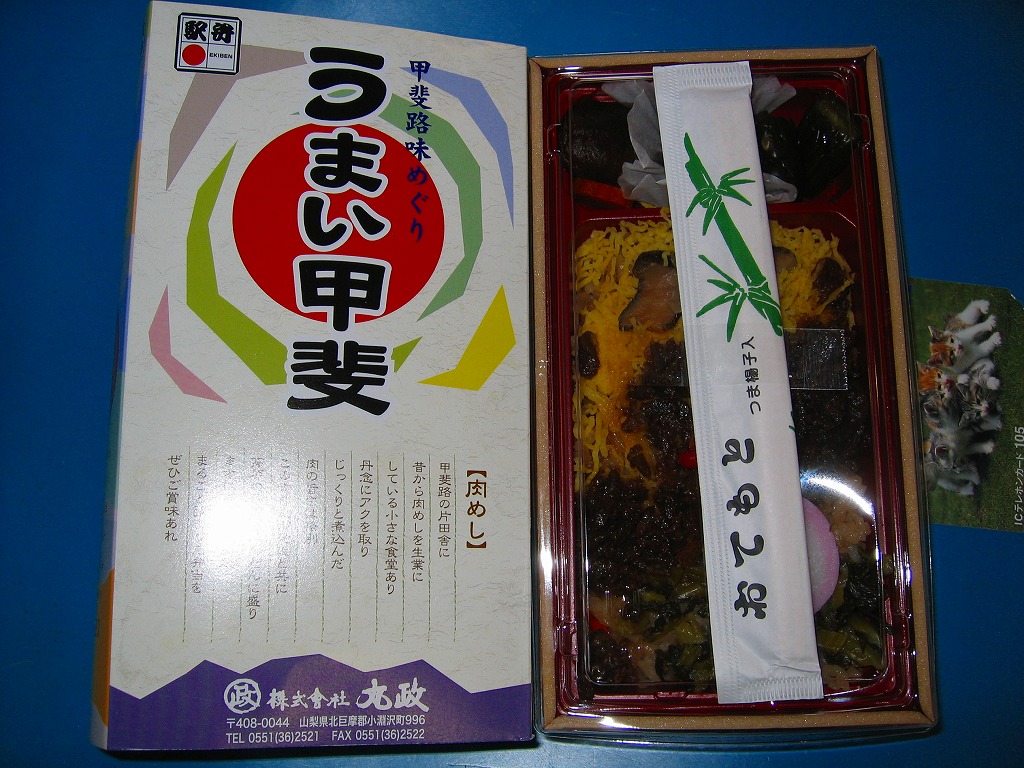 駅弁
EKIBEN
甲斐路味めぐり
うまい甲斐
【肉めし】
甲斐路の片田舎に
昔から肉めしを生業に
している小さな食堂あり
丹念にアクを取り
じっくりと煮込んだ
肉の
に盛り
ぜひご賞味あれ
政 株式會社 丸政
〒408-0044 山梨県北巨摩郡小淵沢町996
TEL 0551(36)2521 FAX 0551(36)2522
おてもと
つま楊子入
ICテレホンカード 105